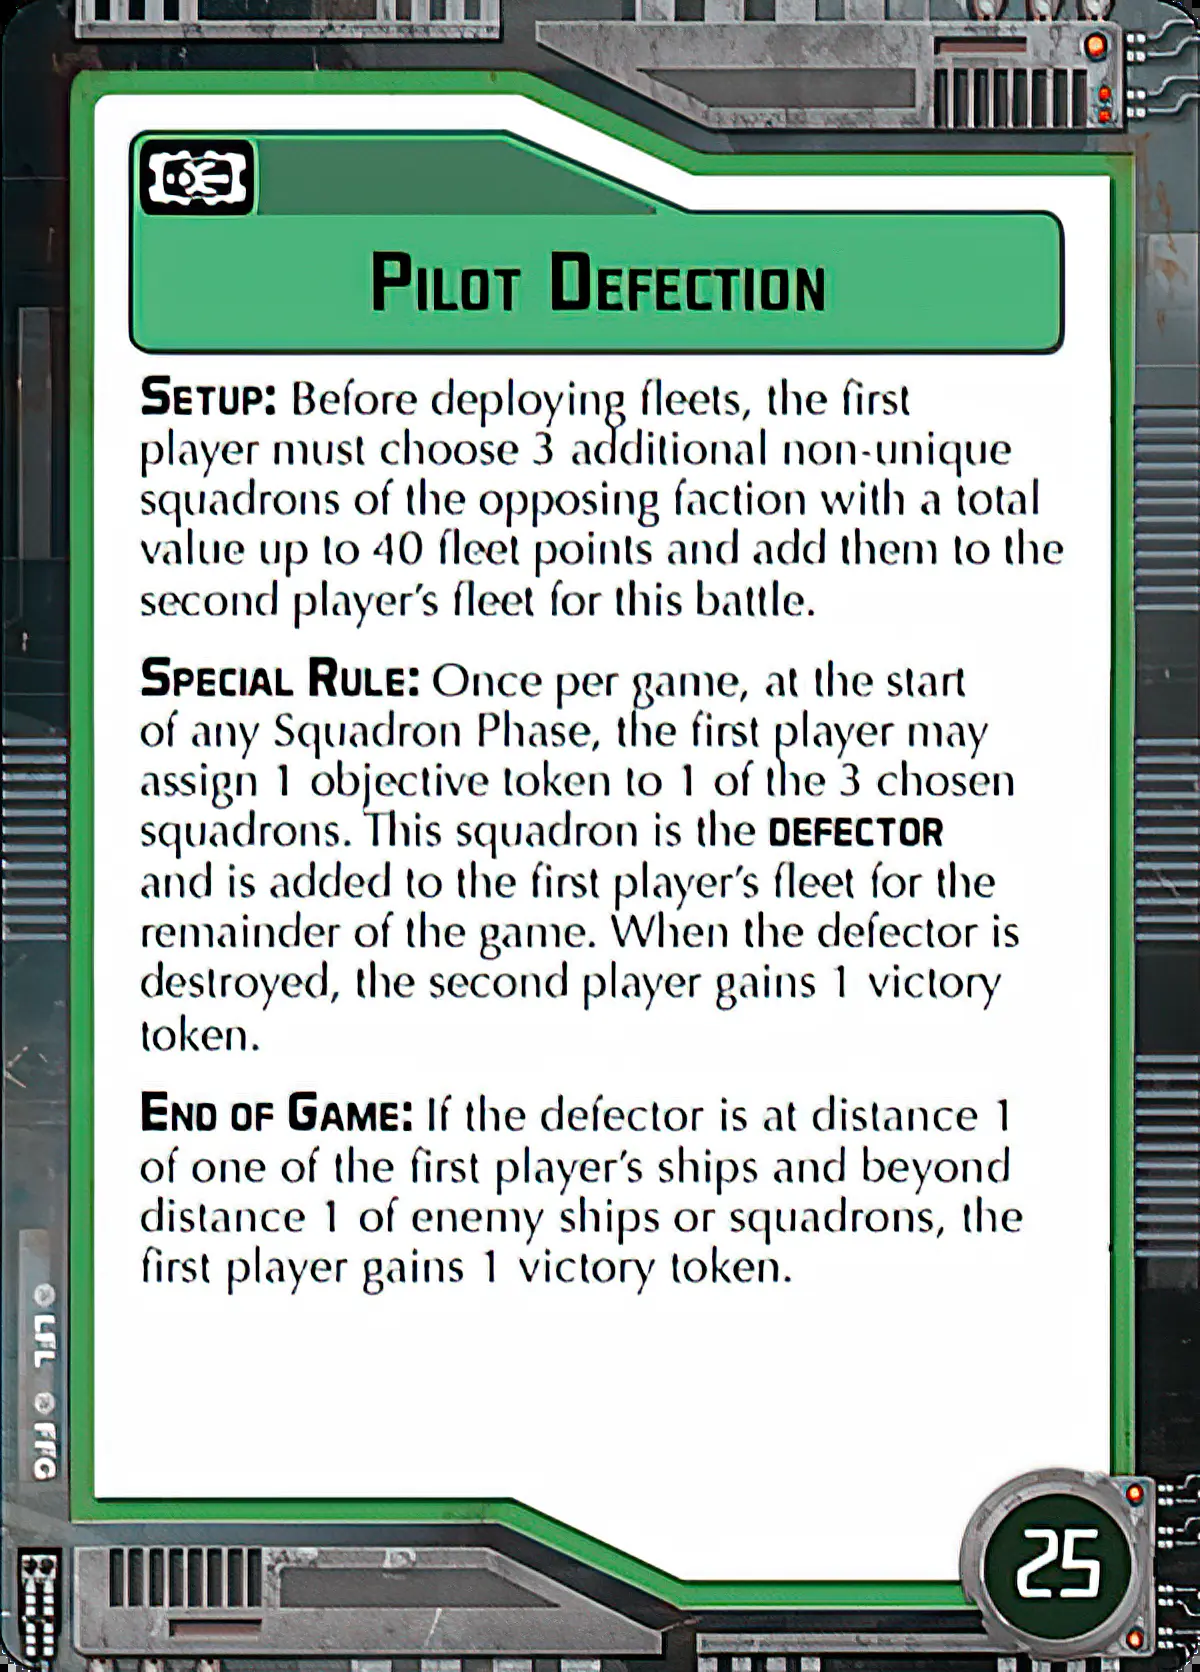 PILOT DEFECTION
SETUP: Before deploying fleets, the first
player must choose 3 additional non-unique
squadrons of the opposing faction with a total
value up to 40 fleet points and add them to the
second player's fleet for this battle.
SPECIAL RULE: Once per game, at the start
of any Squadron Phase, the first player may
assign 1 objective token to 1 of the 3 chosen
squadrons. This squadron is the DEFECTOR
and is added to the first player's fleet for the
remainder of the game. When the defector is
destroyed, the second player gains 1 victory
token.
END OF GAME: If the defector is at distance 1
of one of the first player's ships and beyond
distance 1 of enemy ships or squadrons, the
first player gains 1 victory token.
© LFL © FFG
25